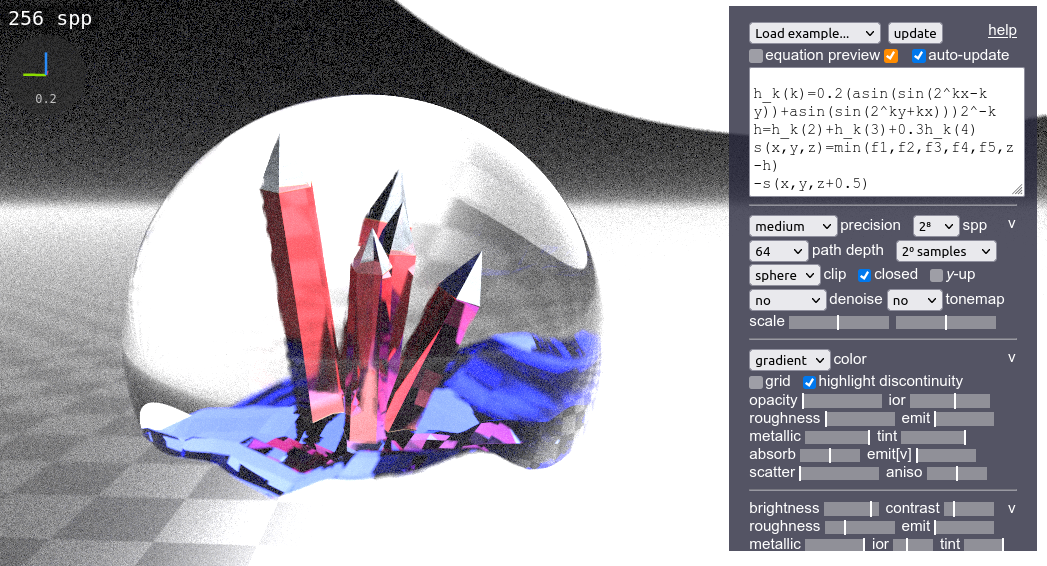 256 spp
0.2
Load example... update help
equation preview auto-update
h_k(k)=0.2(asin(sin(2^kx-k
y))+asin(sin(2^ky+kx)))2^-k
h=h_k(2)+h_k(3)+0.3h_k(4)
s(x,y,z)=min(f1,f2,f3,f4,f5,z
-h)
-s(x,y,z+0.5)
medium precision 2⁸ spp v
64 path depth 2⁰ samples
sphere clip closed y-up
no denoise no tonemap
scale
gradient color v
grid highlight discontinuity
opacity ior
roughness emit
metallic tint
absorb emit[v]
scatter aniso
brightness contrast v
roughness emit
metallic ior tint